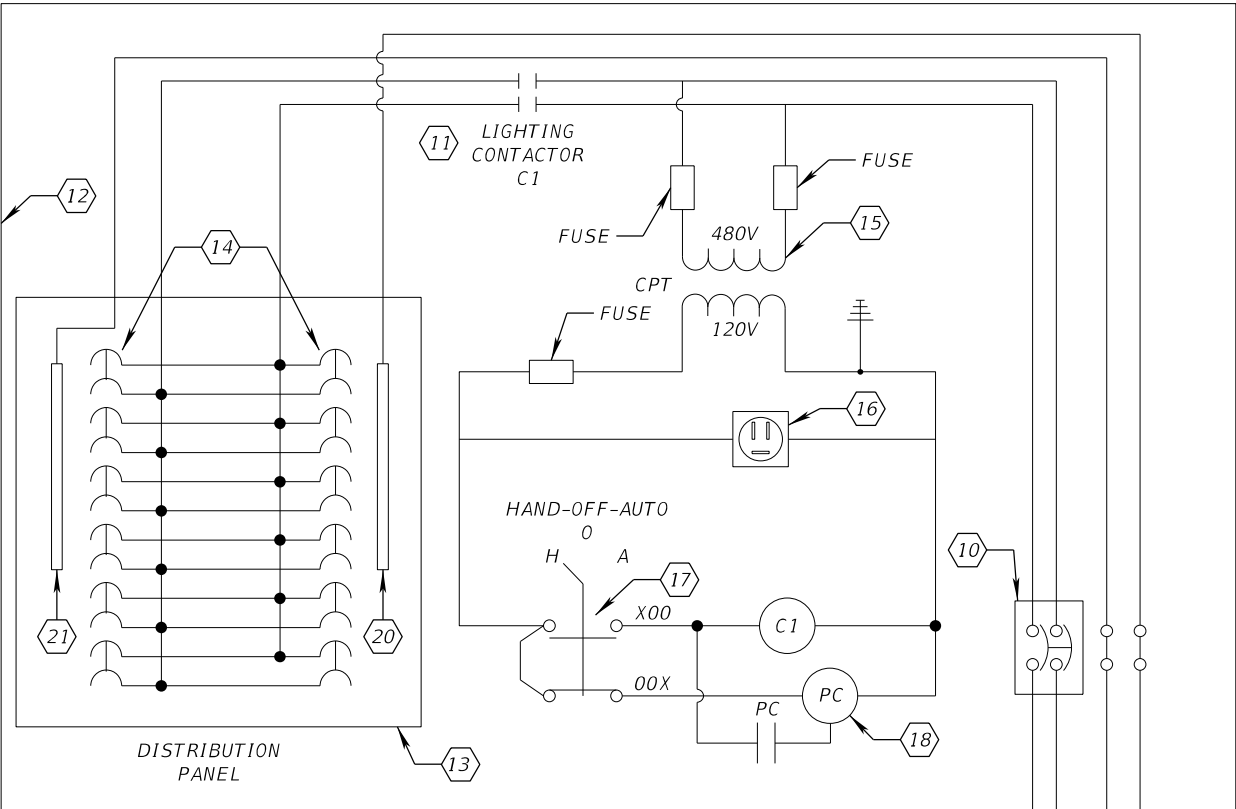 11
LIGHTING
CONTACTOR
C1
FUSE
12
FUSE
480V
15
14
CPT
FUSE
120V
16
HAND-OFF-AUTO
O
H A
10
17
X00
C1
21
20
00X
PC
PC
18
DISTRIBUTION
PANEL
13